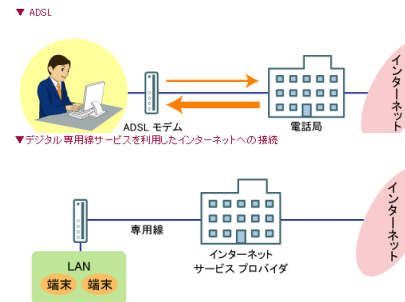 ▼ ADSL
インターネット
ADSL モデム
電話局
▼デジタル専用線サービスを利用したインターネットへの接続
インターネット
専用線
インターネット
サービス プロバイダ
LAN
端末 端末